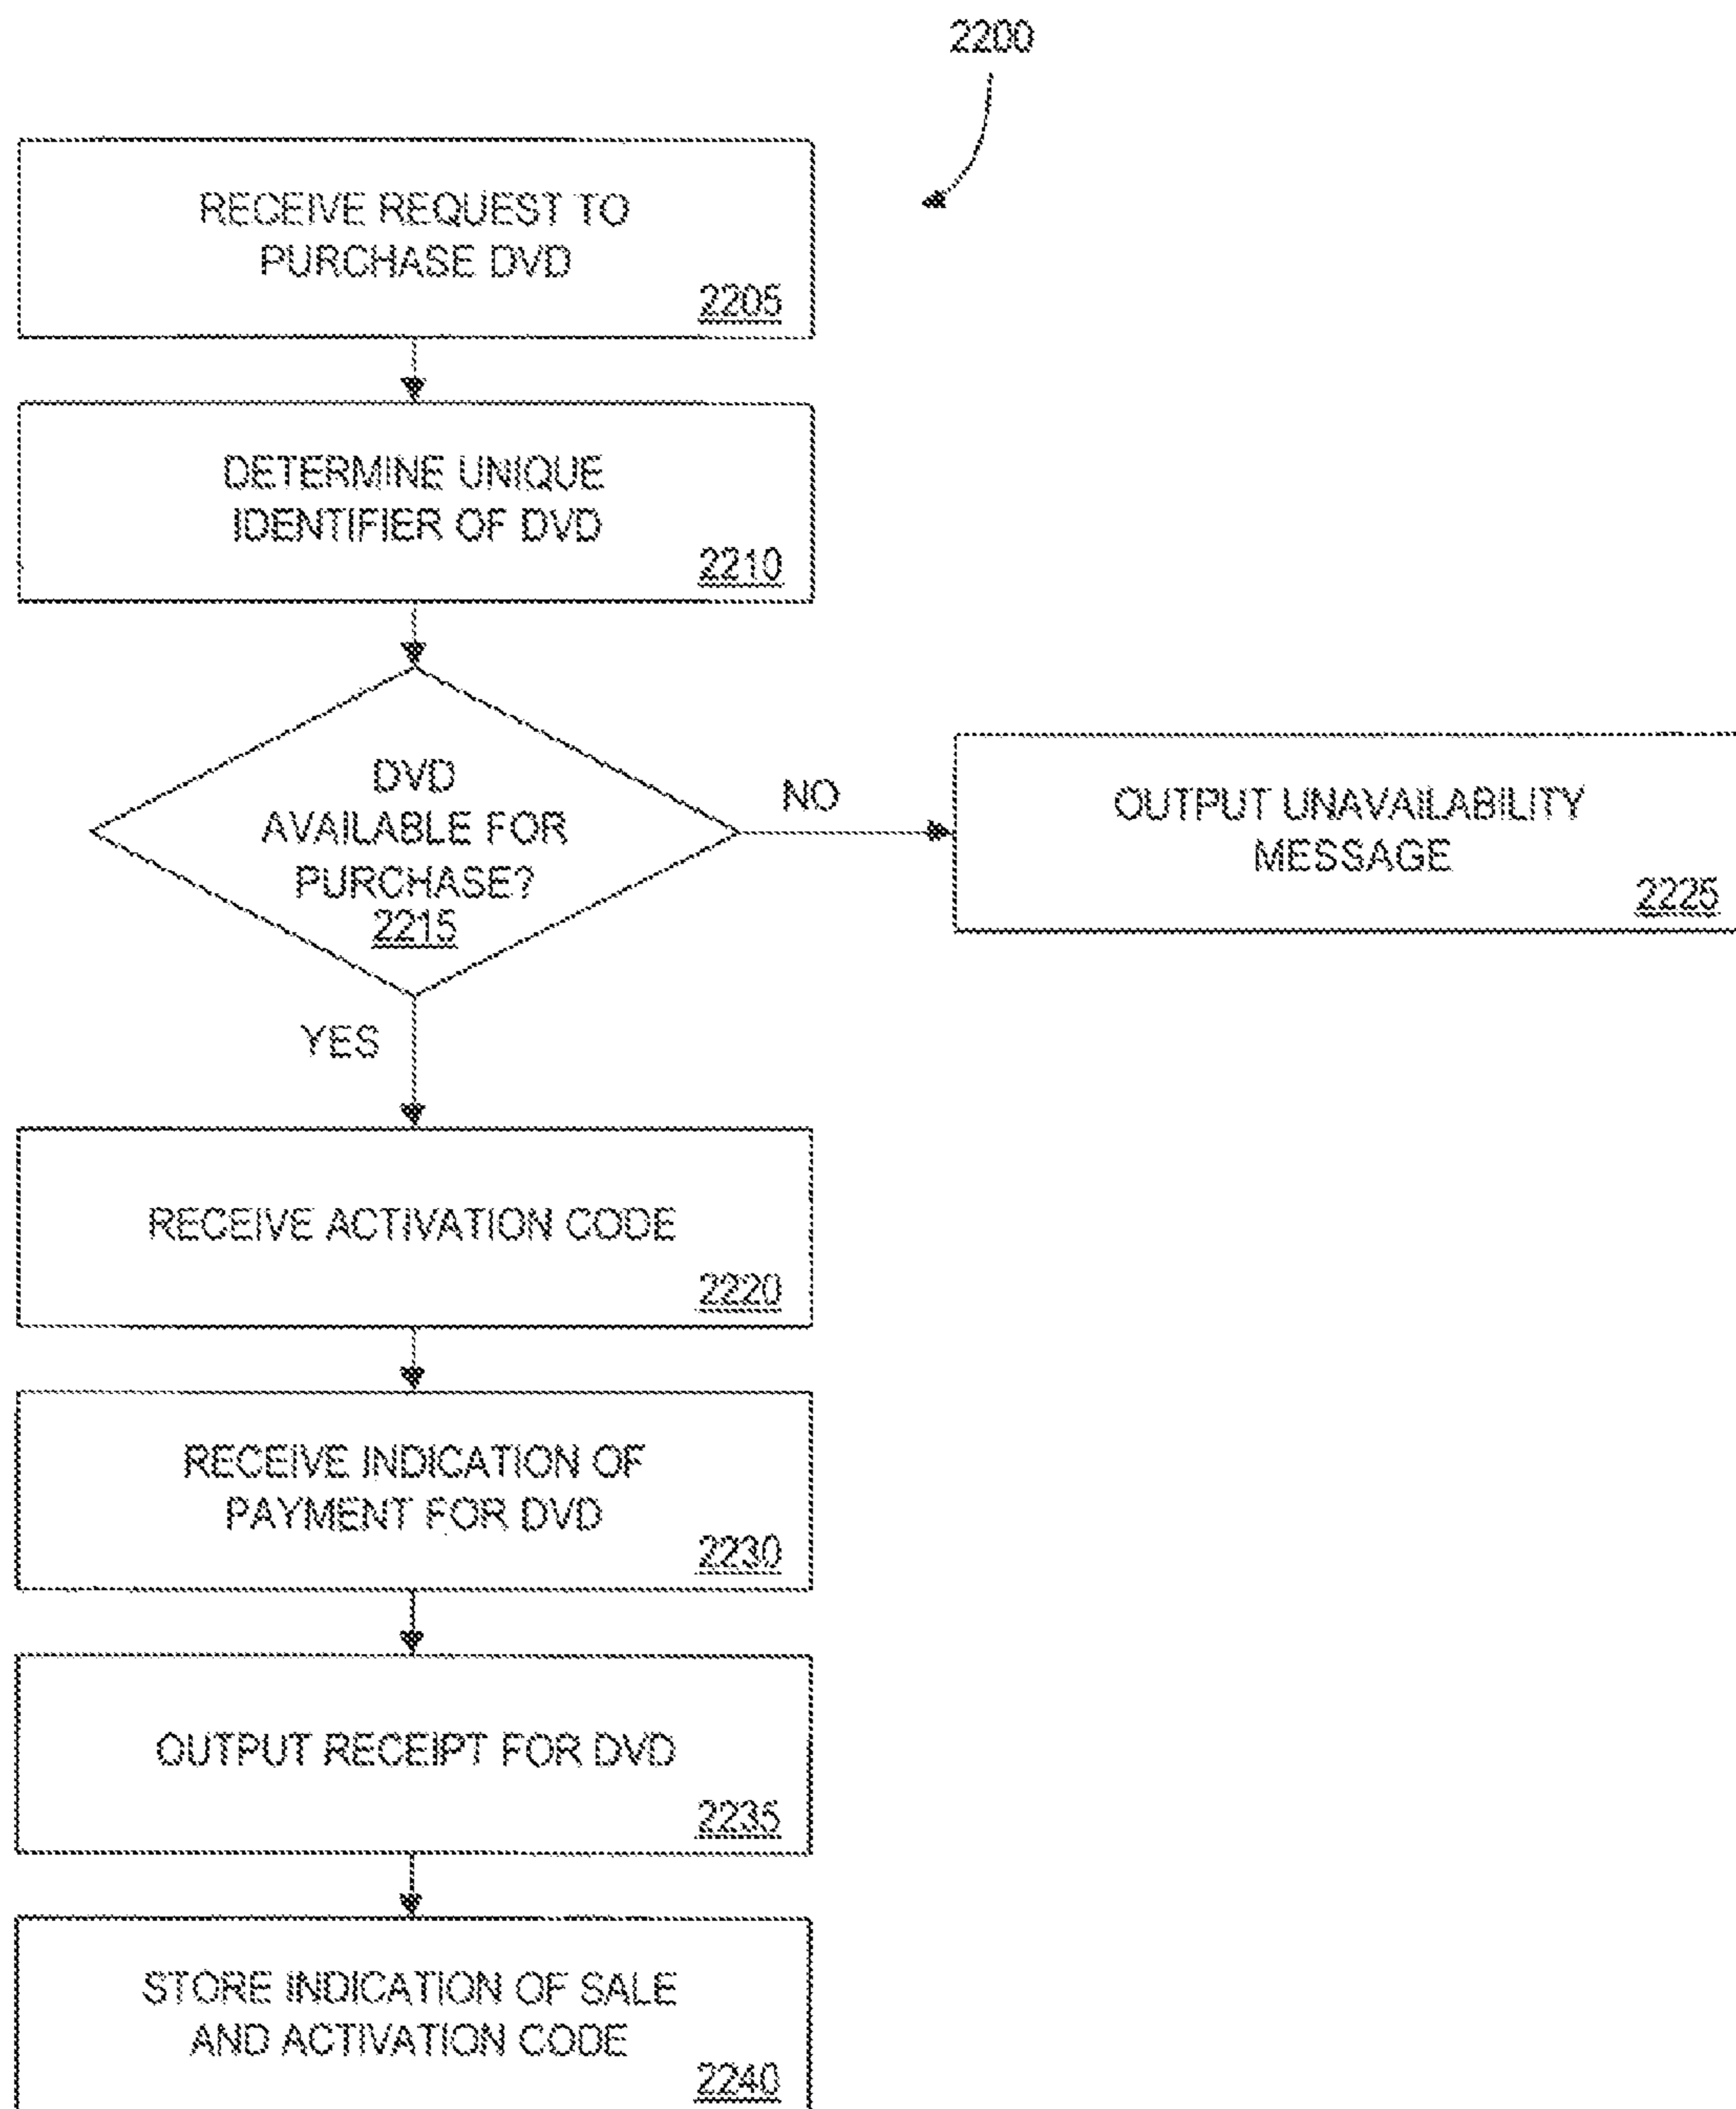 2200
RECEIVE REQUEST TO
PURCHASE DVD
2205
DETERMINE UNIQUE
IDENTIFIER OF DVD
2210
DVD
AVAILABLE FOR
PURCHASE?
2215
NO
OUTPUT UNAVAILABILITY
MESSAGE
2225
YES
RECEIVE ACTIVATION CODE
2220
RECEIVE INDICATION OF
PAYMENT FOR DVD
2230
OUTPUT RECEIPT FOR DVD
2235
STORE INDICATION OF SALE
AND ACTIVATION CODE
2240